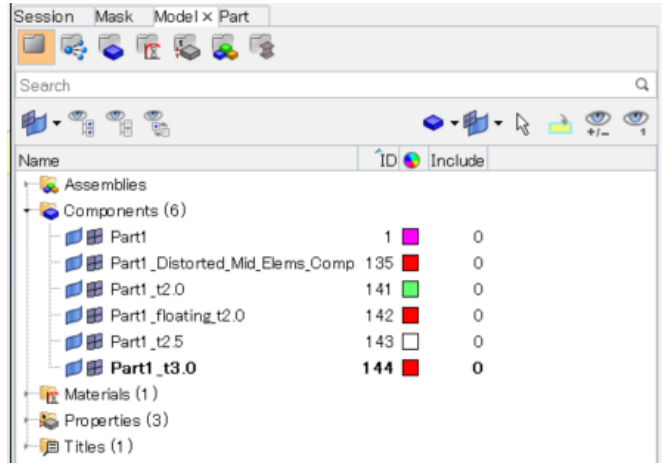 Session Mask Model × Part
Search
+/- 1
Name ID Include
Assemblies
Components (6)
Part1 1 0
Part1_Distorted_Mid_Elems_Comp 135 0
Part1_t2.0 141 0
Part1_floating_t2.0 142 0
Part1_t2.5 143 0
Part1_t3.0 144 0
Materials (1)
Properties (3)
Titles (1)